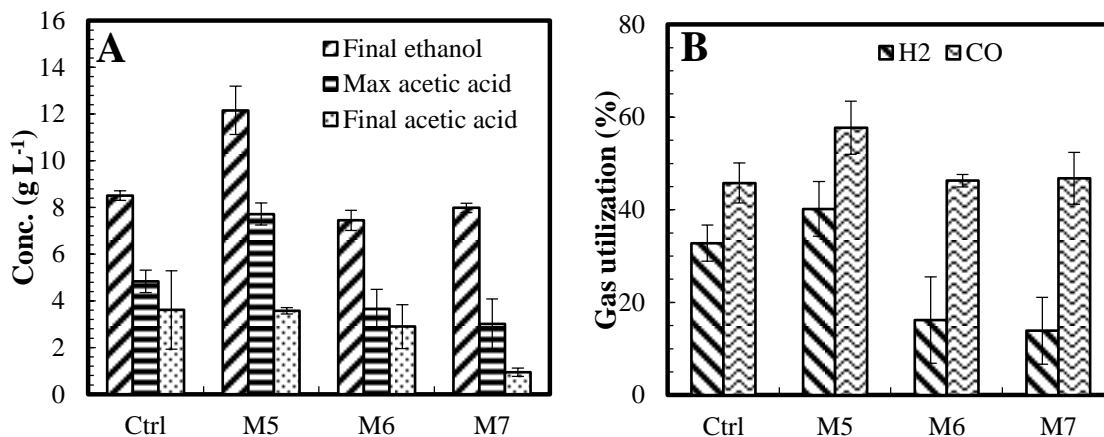 A
Final ethanol
Max acetic acid
Final acetic acid
Conc. (g L⁻¹)
16
14
12
10
8
6
4
2
0
Ctrl M5 M6 M7
B
H2 CO
Gas utilization (%)
80
60
40
20
0
Ctrl M5 M6 M7